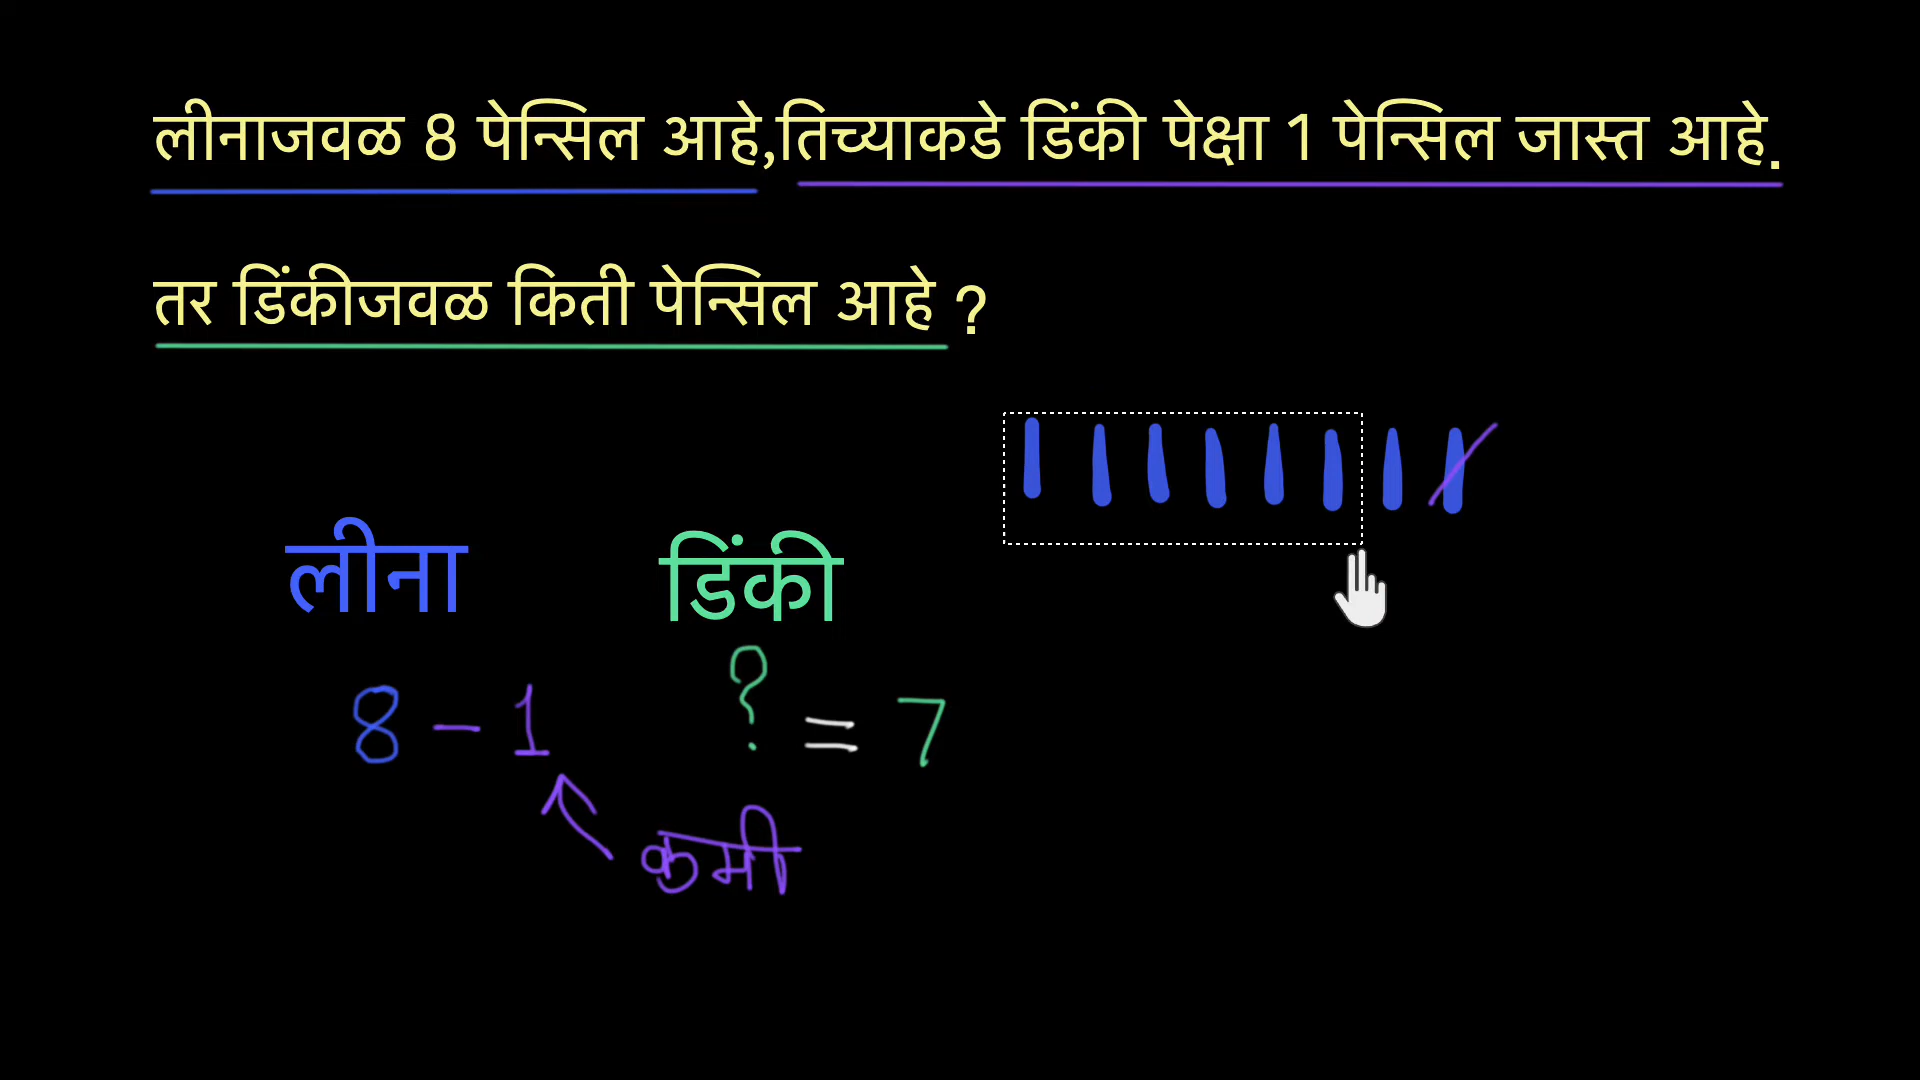 लीनाजवळ 8 पेन्सिल आहे,तिच्याकडे डिंकी पेक्षा 1 पेन्सिल जास्त आहे.
तर डिंकीजवळ किती पेन्सिल आहे ?
लीना डिंकी
8 - 1 ? = 7
कमी